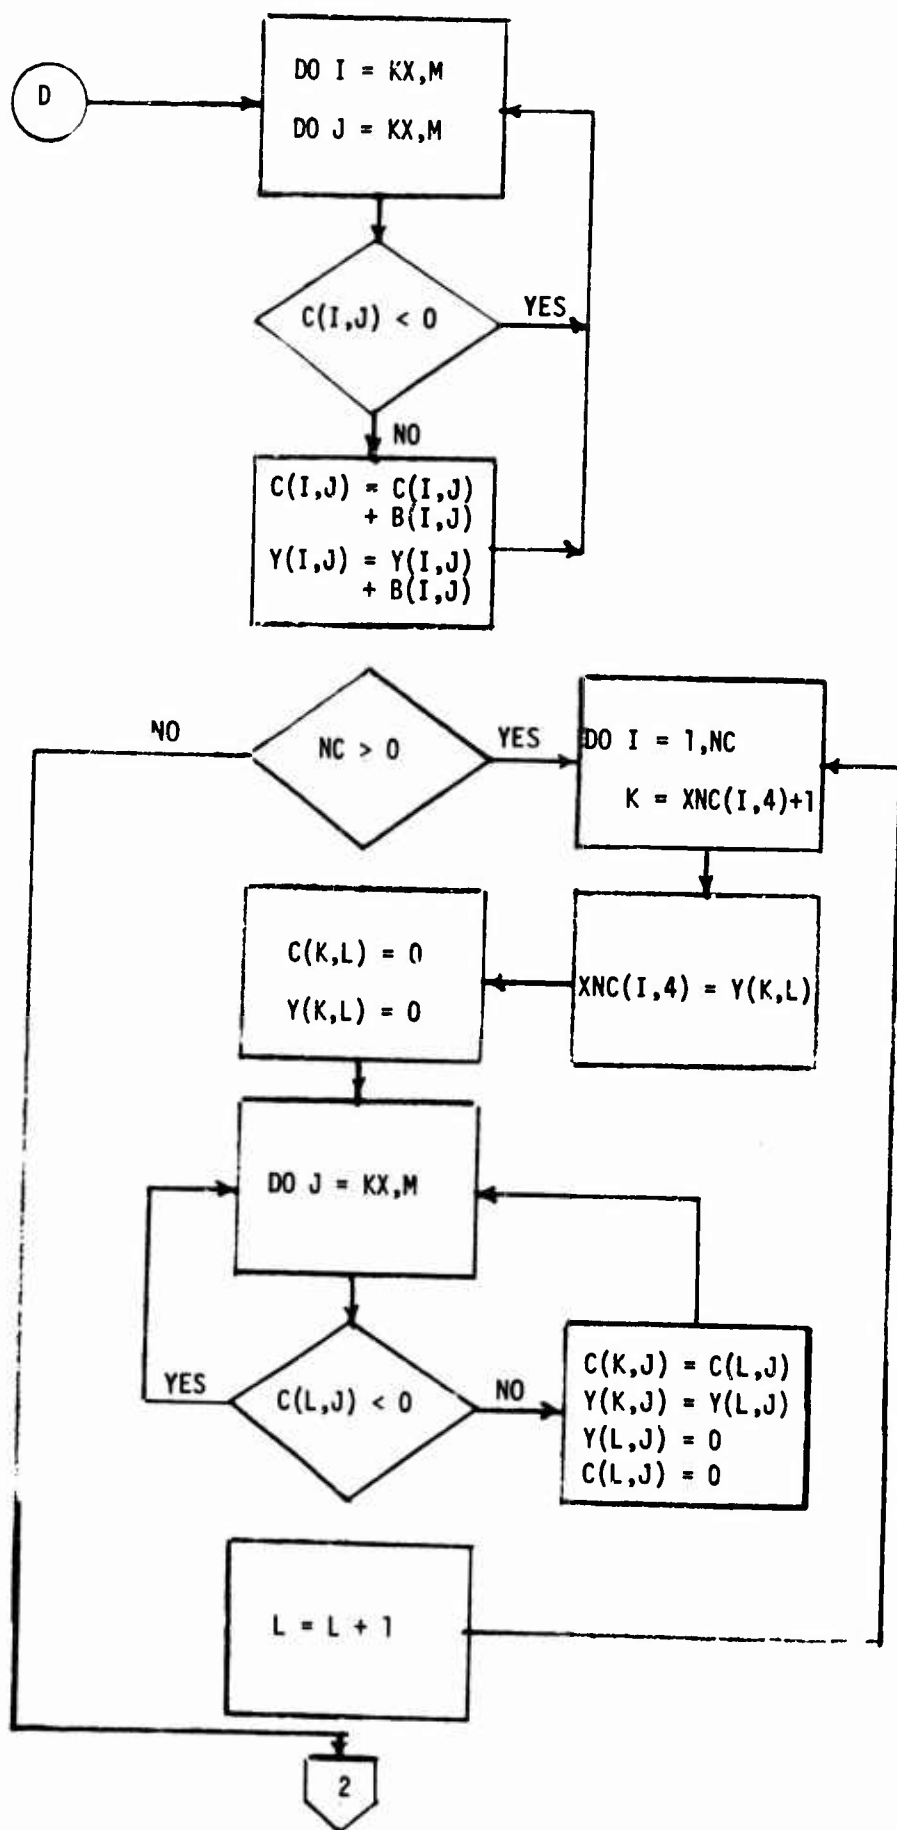 D
DO I = KX,M
DO J = KX,M
C(I,J) < 0
YES
NO
C(I,J) = C(I,J)
+ B(I,J)
Y(I,J) = Y(I,J)
+ B(I,J)
NO
NC > 0
YES
DO I = 1,NC
K = XNC(I,4)+1
C(K,L) = 0
Y(K,L) = 0
XNC(I,4) = Y(K,L)
DO J = KX,M
YES
C(L,J) < 0
NO
C(K,J) = C(L,J)
Y(K,J) = Y(L,J)
Y(L,J) = 0
C(L,J) = 0
L = L + 1
2